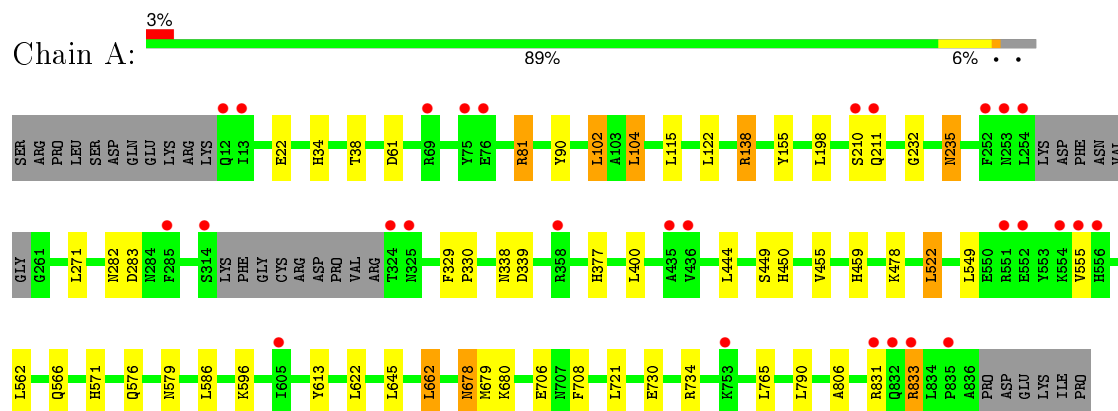 3%
Chain A:
89% 6% • •
SER ARG PRO LEU SER ASP GLN GLU LYS ARG LYS Q12 I13 E22 H34 T38 D61 R69 Y75 E76 R81 Y90 L102 A103 L104 L115 L122 R138 Y155 L198 S210 Q211 G232 N235 F252 N253 L254 LYS ASP PHE ASN VAL
GLY G261 L271 N282 D283 N284 F285 S314 LYS PHE GLY CYS ARG ASP PRO VAL ARG T324 N325 F329 P330 N338 D339 R358 H377 L400 A435 V436 L444 S449 H450 V455 H459 K478 L522 L549 E550 R551 E552 Y553 K554 V555 H556
L562 Q566 H571 Q576 N579 L586 K596 I605 Y613 L622 L645 L662 N678 M679 K680 E706 N707 F708 L721 E730 R734 K753 L765 L790 A806 R831 Q832 R833 L834 P835 A836 PRO ASP GLU LYS ILE PRO